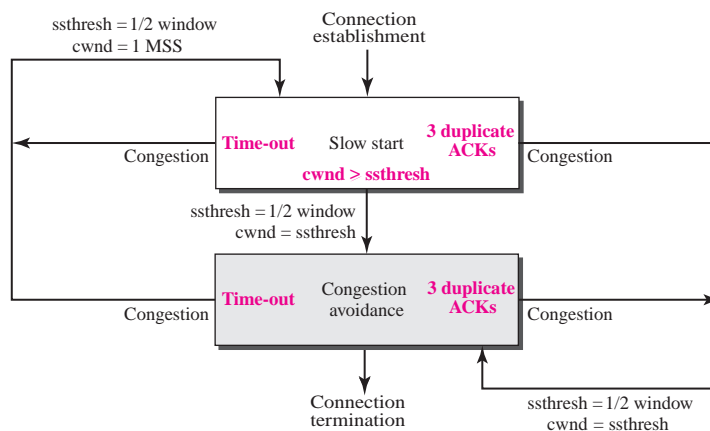 ssthresh = 1/2 window
cwnd = 1 MSS
Connection
establishment
Time-out
Slow start
3 duplicate
ACKs
cwnd > ssthresh
Congestion
Congestion
ssthresh = 1/2 window
cwnd = ssthresh
Time-out
Congestion
avoidance
3 duplicate
ACKs
Congestion
Congestion
Connection
termination
ssthresh = 1/2 window
cwnd = ssthresh